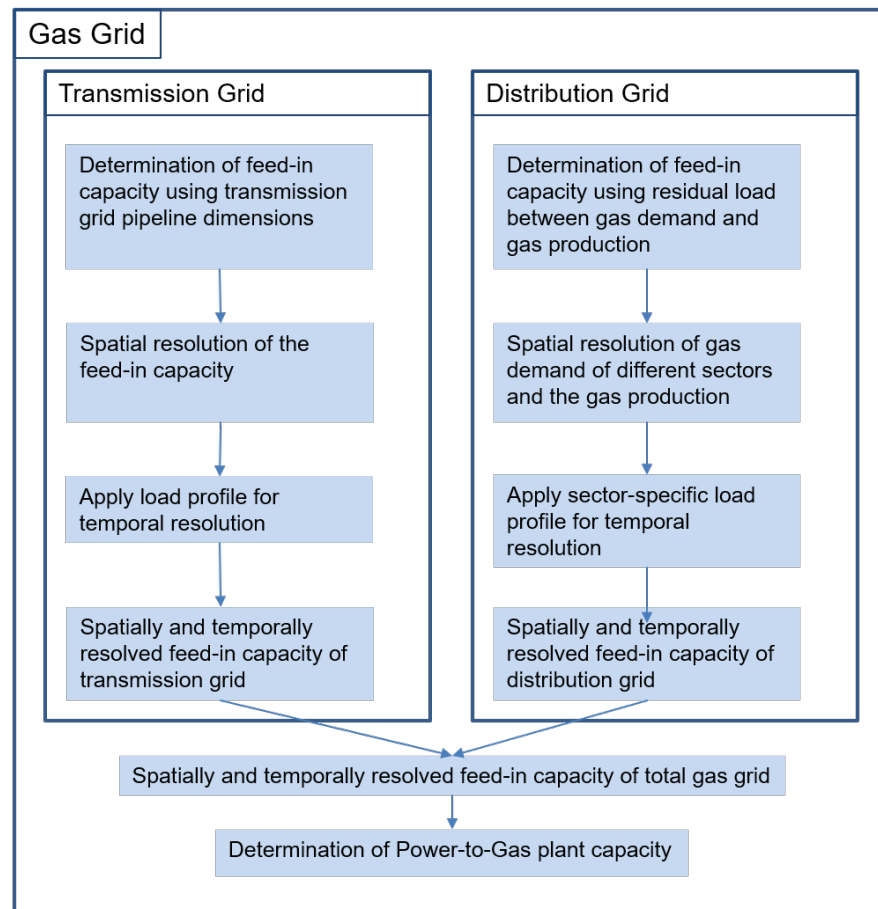 Gas Grid
Transmission Grid
Determination of feed-in
capacity using transmission
grid pipeline dimensions
Spatial resolution of the
feed-in capacity
Apply load profile for
temporal resolution
Spatially and temporally
resolved feed-in capacity of
transmission grid
Distribution Grid
Determination of feed-in
capacity using residual load
between gas demand and
gas production
Spatial resolution of gas
demand of different sectors
and the gas production
Apply sector-specific load
profile for temporal
resolution
Spatially and temporally
resolved feed-in capacity of
distribution grid
Spatially and temporally resolved feed-in capacity of total gas grid
Determination of Power-to-Gas plant capacity